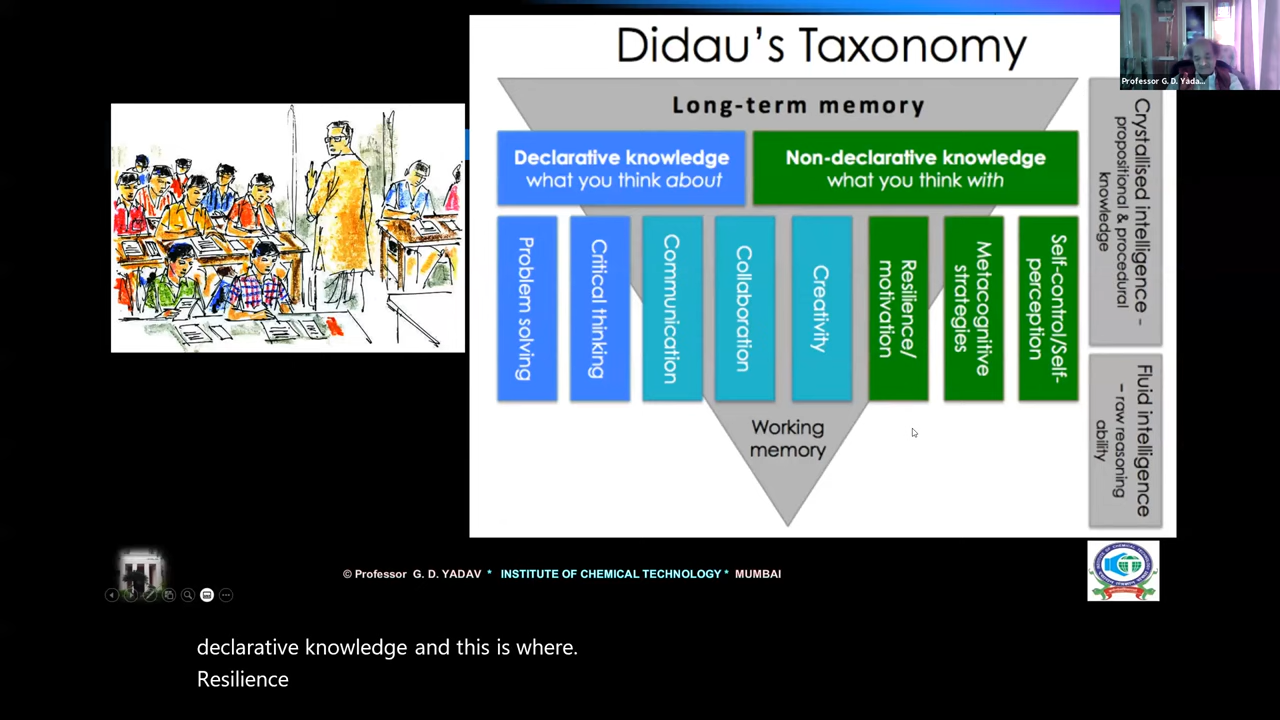 Didau's Taxonomy
Professor G. D. Yada...
Long-term memory
Declarative knowledge
what you think about
Non-declarative knowledge
what you think with
Problem solving
Critical thinking
Communication
Collaboration
Creativity
Resilience/
motivation
Metacognitive
strategies
Self-control/Self-
perception
Crystallised intelligence –
propositional & procedural
knowledge
Fluid intelligence
– raw reasoning
ability
Working
memory
© Professor G. D. YADAV * INSTITUTE OF CHEMICAL TECHNOLOGY * MUMBAI
declarative knowledge and this is where.
Resilience